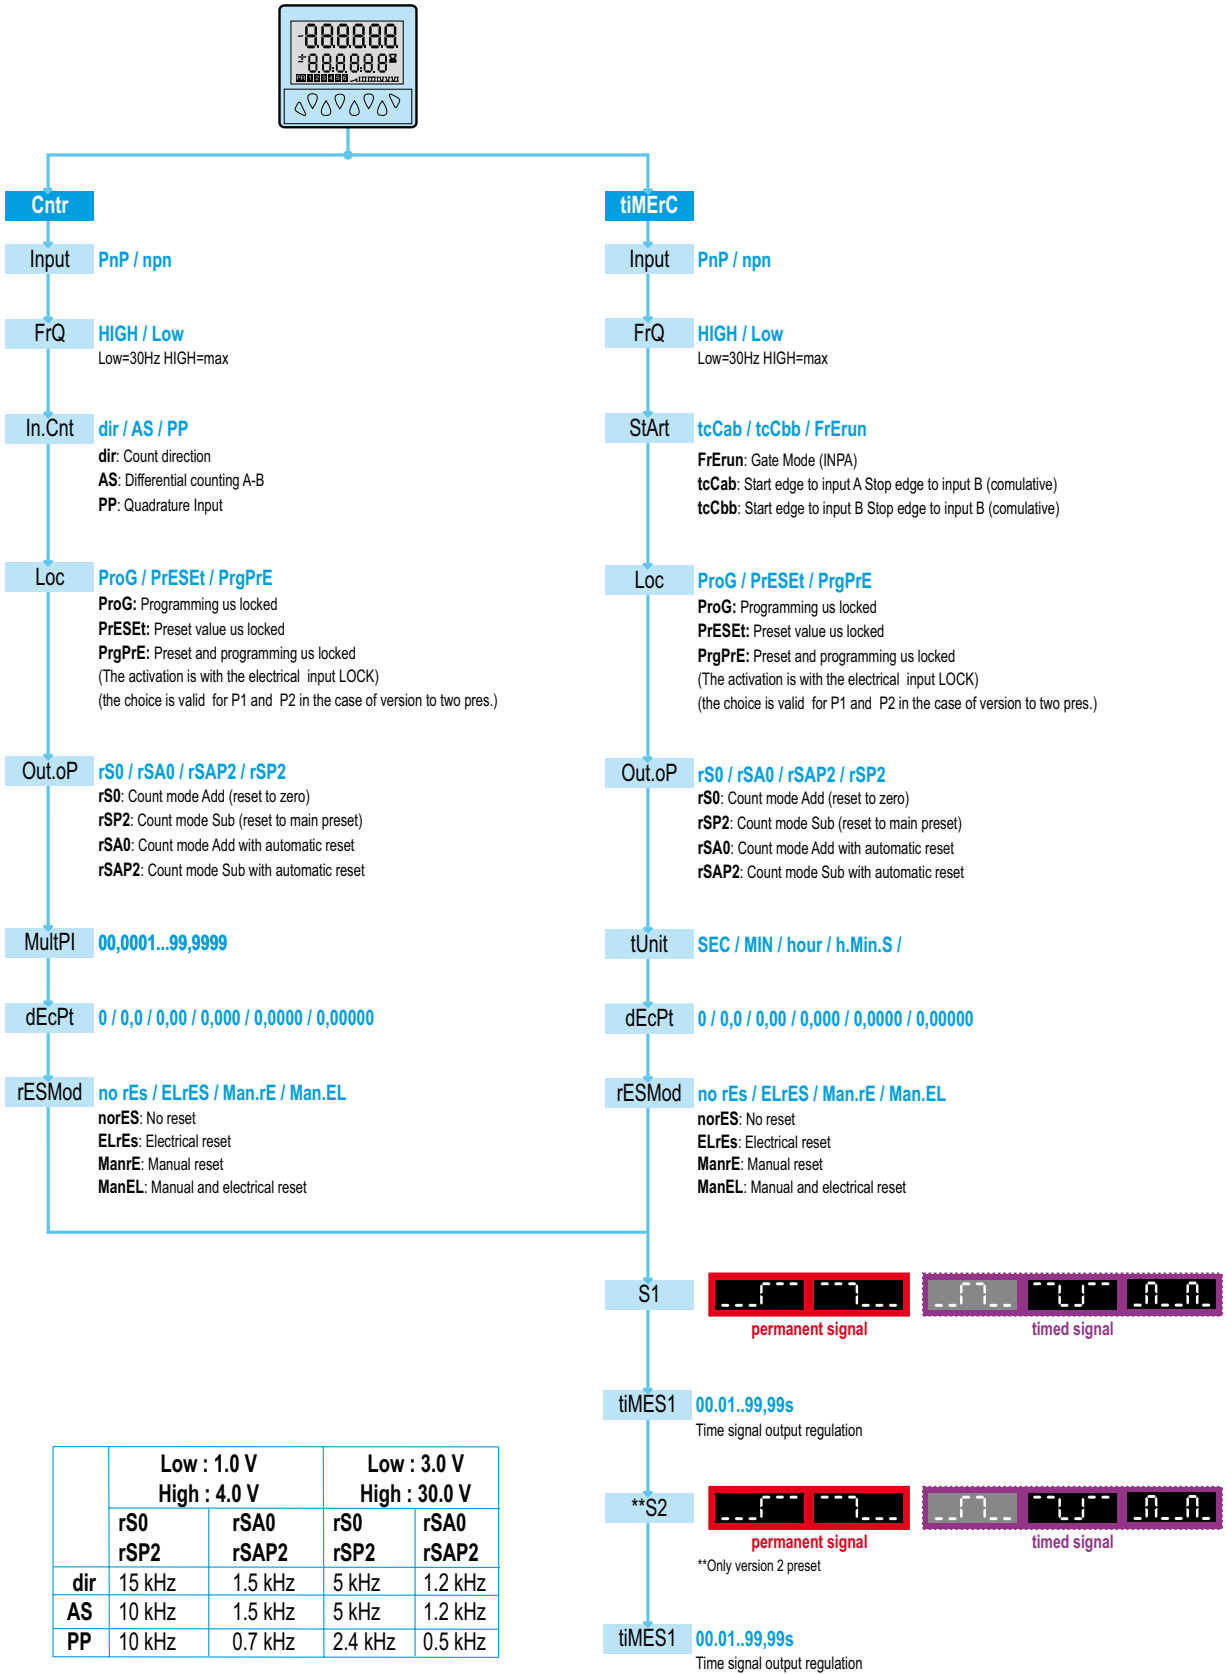 -888888
88:88.8.8
PR 1 2 3 4 5 6
Cntr
Input PnP / npn
FrQ HIGH / Low
Low=30Hz HIGH=max
In.Cnt dir / AS / PP
dir: Count direction
AS: Differential counting A-B
PP: Quadrature Input
Loc ProG / PrESEt / PrgPrE
ProG: Programming us locked
PrESEt: Preset value us locked
PrgPrE: Preset and programming us locked
(The activation is with the electrical input LOCK)
(the choice is valid for P1 and P2 in the case of version to two pres.)
Out.oP rS0 / rSA0 / rSAP2 / rSP2
rS0: Count mode Add (reset to zero)
rSP2: Count mode Sub (reset to main preset)
rSA0: Count mode Add with automatic reset
rSAP2: Count mode Sub with automatic reset
MultPI 00,0001...99,9999
dEcPt 0 / 0,0 / 0,00 / 0,000 / 0,0000 / 0,00000
rESMod no rEs / ELrES / Man.rE / Man.EL
norES: No reset
ELrEs: Electrical reset
ManrE: Manual reset
ManEL: Manual and electrical reset
tiMErC
Input PnP / npn
FrQ HIGH / Low
Low=30Hz HIGH=max
StArt tcCab / tcCbb / FrErun
FrErun: Gate Mode (INPA)
tcCab: Start edge to input A Stop edge to input B (comulative)
tcCbb: Start edge to input B Stop edge to input B (comulative)
Loc ProG / PrESEt / PrgPrE
ProG: Programming us locked
PrESEt: Preset value us locked
PrgPrE: Preset and programming us locked
(The activation is with the electrical input LOCK)
(the choice is valid for P1 and P2 in the case of version to two pres.)
Out.oP rS0 / rSA0 / rSAP2 / rSP2
rS0: Count mode Add (reset to zero)
rSP2: Count mode Sub (reset to main preset)
rSA0: Count mode Add with automatic reset
rSAP2: Count mode Sub with automatic reset
tUnit SEC / MIN / hour / h.Min.S /
dEcPt 0 / 0,0 / 0,00 / 0,000 / 0,0000 / 0,00000
rESMod no rEs / ELrES / Man.rE / Man.EL
norES: No reset
ELrEs: Electrical reset
ManrE: Manual reset
ManEL: Manual and electrical reset
S1
permanent signal timed signal
tiMES1 00.01..99,99s
Time signal output regulation
**S2
permanent signal timed signal
**Only version 2 preset
tiMES1 00.01..99,99s
Time signal output regulation
Low : 1.0 V Low : 3.0 V
High : 4.0 V High : 30.0 V
rS0 rSA0 rS0 rSA0
rSP2 rSAP2 rSP2 rSAP2
dir 15 kHz 1.5 kHz 5 kHz 1.2 kHz
AS 10 kHz 1.5 kHz 5 kHz 1.2 kHz
PP 10 kHz 0.7 kHz 2.4 kHz 0.5 kHz